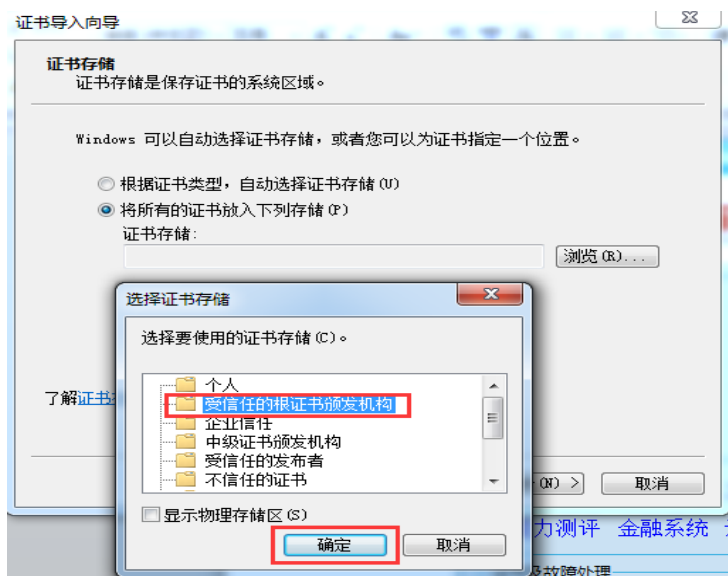 证书导入向导
证书存储
证书存储是保存证书的系统区域。
Windows 可以自动选择证书存储，或者您可以为证书指定一个位置。
根据证书类型，自动选择证书存储(U)
将所有的证书放入下列存储(P)
证书存储:
浏览(R)...
选择证书存储
选择要使用的证书存储(C)。
个人
受信任的根证书颁发机构
企业信任
中级证书颁发机构
受信任的发布者
不信任的证书
显示物理存储区(S)
确定
取消
了解证书
(N) >
取消
力测评 金融系统
及故障处理